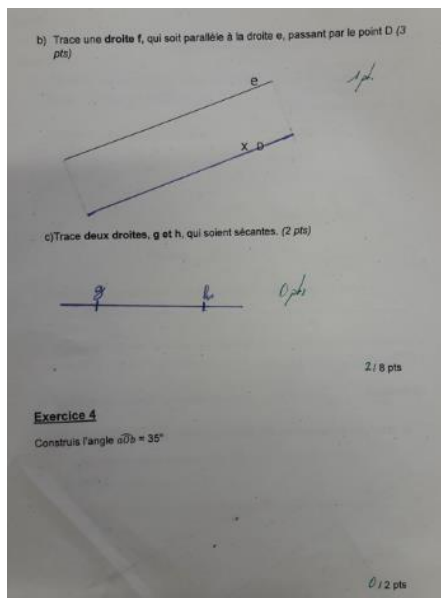 b) Trace une droite f, qui soit parallèle à la droite e, passant par le point D (3
pts)
e
1 pt.
X D
c)Trace deux droites, g et h, qui soient sécantes. (2 pts)
g h
0 pts
2/ 8 pts
Exercice 4
Construis l'angle aOb = 35°
0 / 2 pts